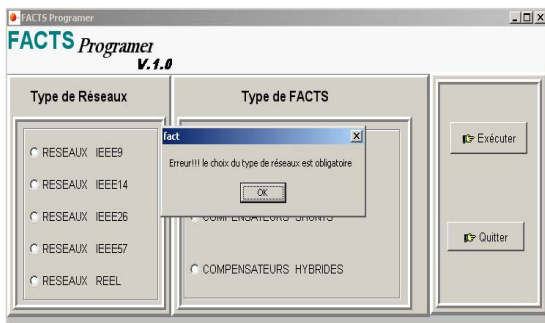 FACTS Programer
FACTS Programer
V.1.0
Type de Réseaux
RESEAUX IEEE9
RESEAUX IEEE14
RESEAUX IEEE26
RESEAUX IEEE57
RESEAUX REEL
Type de FACTS
fact
Erreur!!! le choix du type de réseaux est obligatoire
OK
COMPENSATEURS SHUNTS
COMPENSATEURS HYBRIDES
Exécuter
Quitter